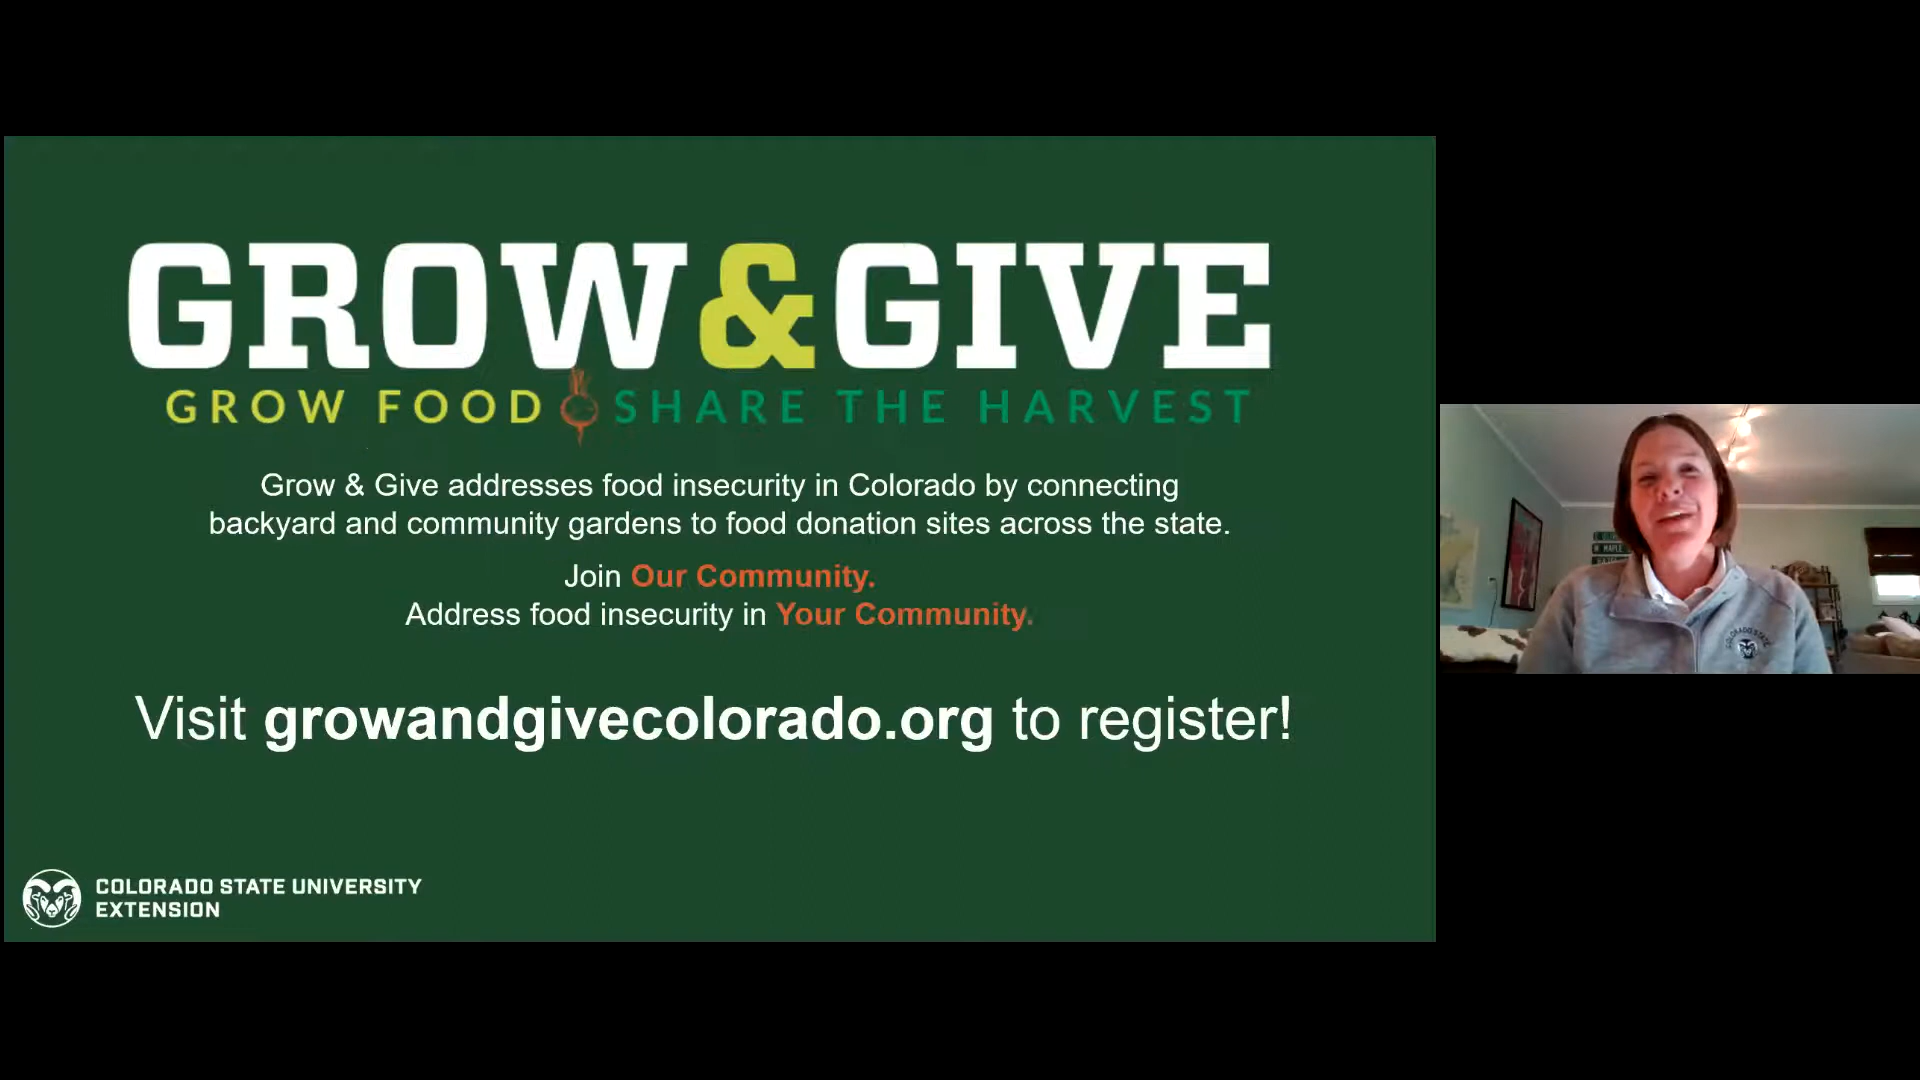 GROW&GIVE
GROW FOOD SHARE THE HARVEST
Grow & Give addresses food insecurity in Colorado by connecting
backyard and community gardens to food donation sites across the state.
Join Our Community.
Address food insecurity in Your Community.
Visit growandgivecolorado.org to register!
COLORADO STATE UNIVERSITY
EXTENSION
COLORADO STATE